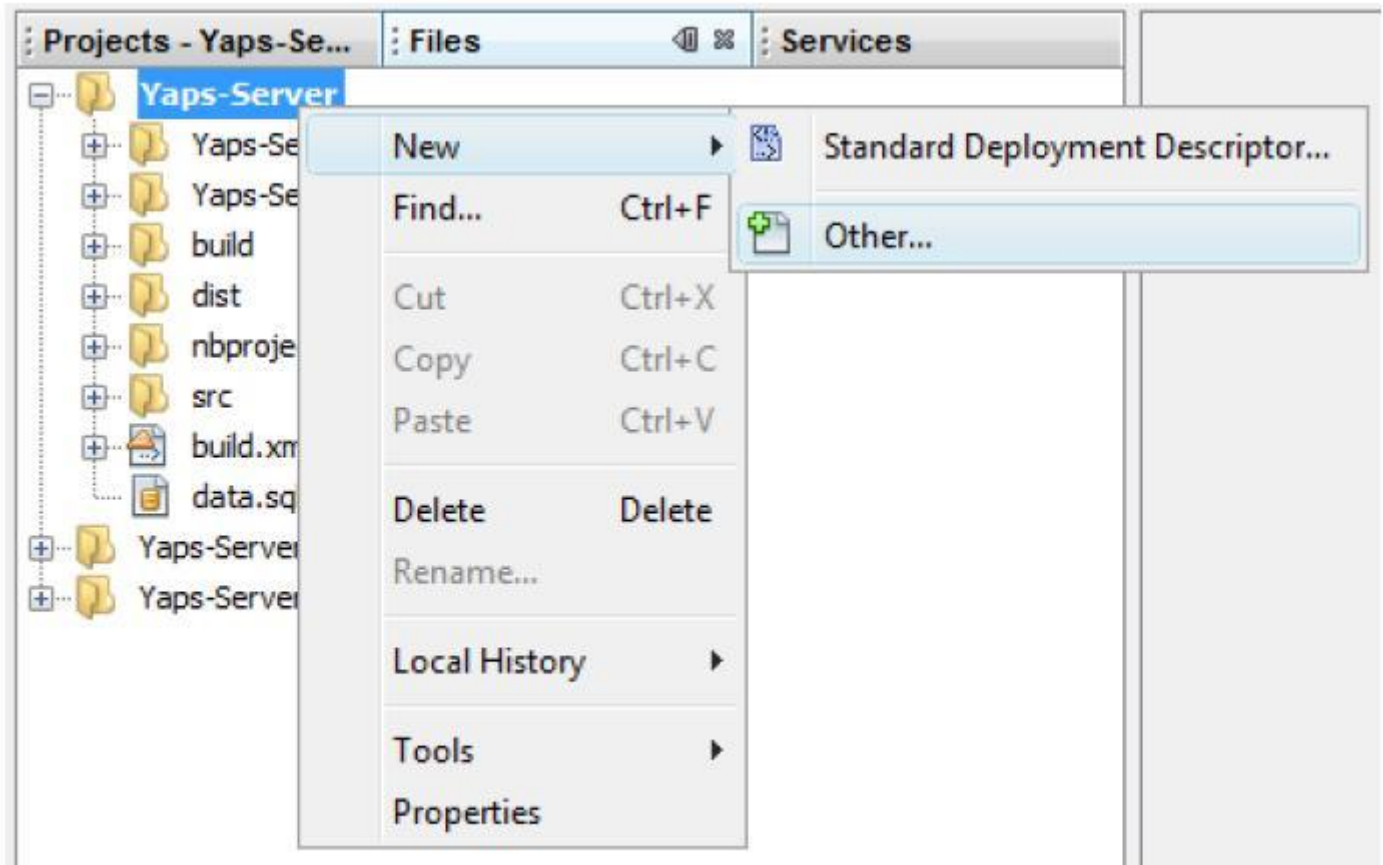 Projects - Yaps-Se... Files Services
Yaps-Server
Yaps-Se
Yaps-Se
build
dist
nbproje
src
build.xm
data.sq
Yaps-Server
Yaps-Server
New
Find... Ctrl+F
Cut Ctrl+X
Copy Ctrl+C
Paste Ctrl+V
Delete Delete
Rename...
Local History
Tools
Properties
Standard Deployment Descriptor...
Other...